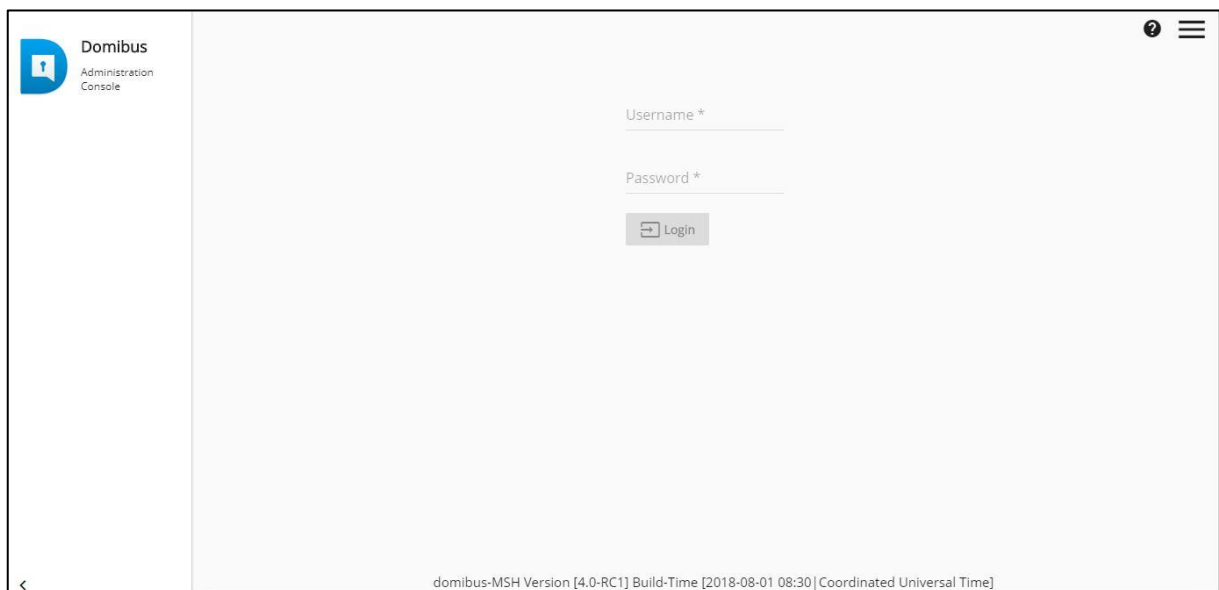 Domibus
Administration
Console
Username *
Password *
Login
domibus-MSH Version [4.0-RC1] Build-Time [2018-08-01 08:30|Coordinated Universal Time]